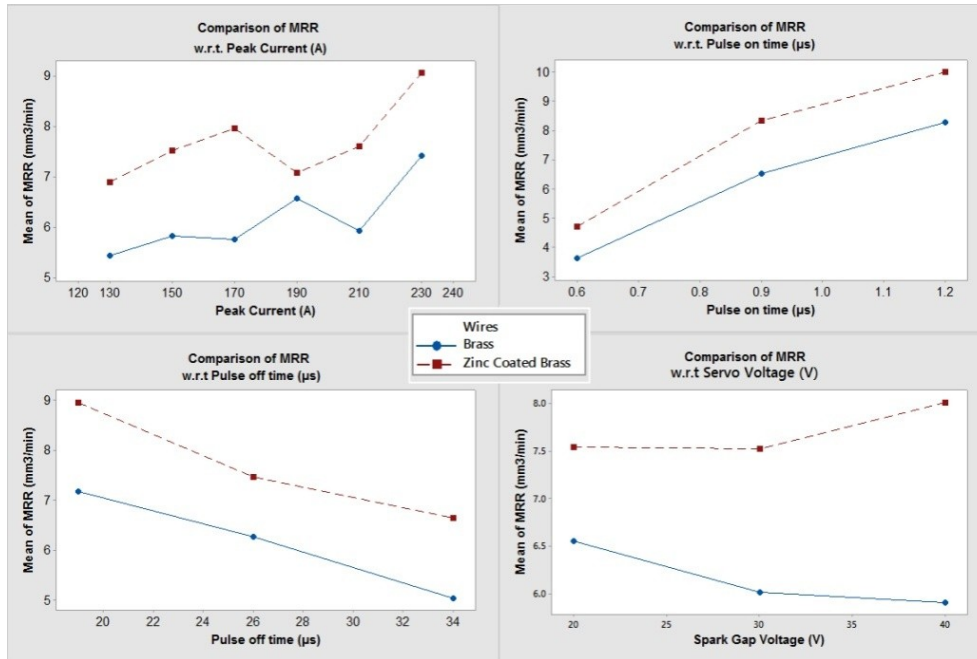 Comparison of MRR
w.r.t. Peak Current (A)
Mean of MRR (mm3/min)
9
8
7
6
5
120 130 150 170 190 210 230 240
Peak Current (A)
Comparison of MRR
w.r.t. Pulse on time (µs)
Mean of MRR (mm3/min)
10
9
8
7
6
5
4
3
0.6 0.7 0.8 0.9 1.0 1.1 1.2
Pulse on time (µs)
Wires
Brass
Zinc Coated Brass
Comparison of MRR
w.r.t Pulse off time (µs)
Mean of MRR (mm3/min)
9
8
7
6
5
20 22 24 26 28 30 32 34
Pulse off time (µs)
Comparison of MRR
w.r.t Servo Voltage (V)
Mean of MRR (mm3/min)
8.0
7.5
7.0
6.5
6.0
20 25 30 35 40
Spark Gap Voltage (V)